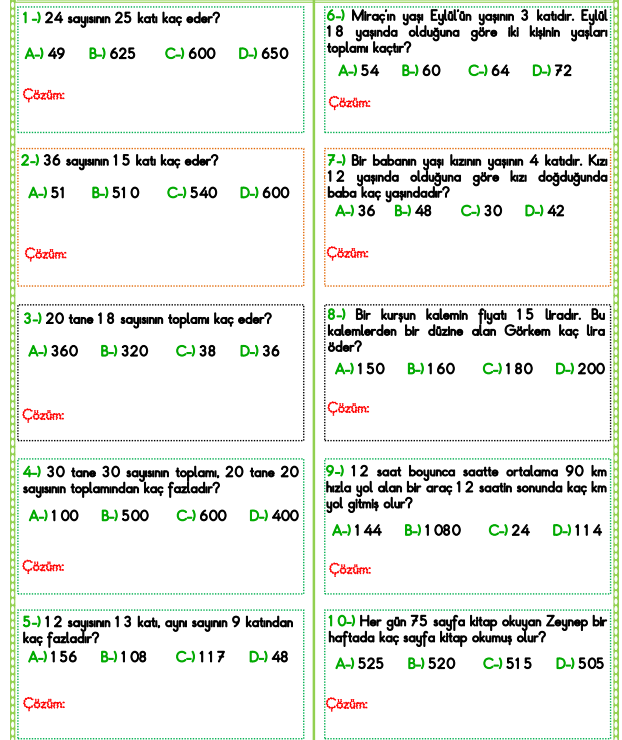 1-) 24 sayısının 25 katı kaç eder?
A-) 49 B-) 625 C-) 600 D-) 650
Çözüm:
2-) 36 sayısının 15 katı kaç eder?
A-) 51 B-) 510 C-) 540 D-) 600
Çözüm:
3-) 20 tane 18 sayısının toplamı kaç eder?
A-) 360 B-) 320 C-) 38 D-) 36
Çözüm:
4-) 30 tane 30 sayısının toplamı, 20 tane 20
sayısının toplamından kaç fazladır?
A-) 100 B-) 500 C-) 600 D-) 400
Çözüm:
5-) 12 sayısının 13 katı, aynı sayının 9 katından
kaç fazladır?
A-) 156 B-) 108 C-) 117 D-) 48
Çözüm:
6-) Miraç'ın yaşı Eylül'ün yaşının 3 katıdır. Eylül
18 yaşında olduğuna göre iki kişinin yaşları
toplamı kaçtır?
A-) 54 B-) 60 C-) 64 D-) 72
Çözüm:
7-) Bir babanın yaşı kızının yaşının 4 katıdır. Kızı
12 yaşında olduğuna göre kızı doğduğunda
baba kaç yaşındadır?
A-) 36 B-) 48 C-) 30 D-) 42
Çözüm:
8-) Bir kurşun kalemin fiyatı 15 liradır. Bu
kalemlerden bir düzine alan Görkem kaç lira
öder?
A-) 150 B-) 160 C-) 180 D-) 200
Çözüm:
9-) 12 saat boyunca saatte ortalama 90 km
hızla yol alan bir araç 12 saatin sonunda kaç km
yol gitmiş olur?
A-) 144 B-) 1080 C-) 24 D-) 114
Çözüm:
10-) Her gün 75 sayfa kitap okuyan Zeynep bir
haftada kaç sayfa kitap okumuş olur?
A-) 525 B-) 520 C-) 515 D-) 505
Çözüm: